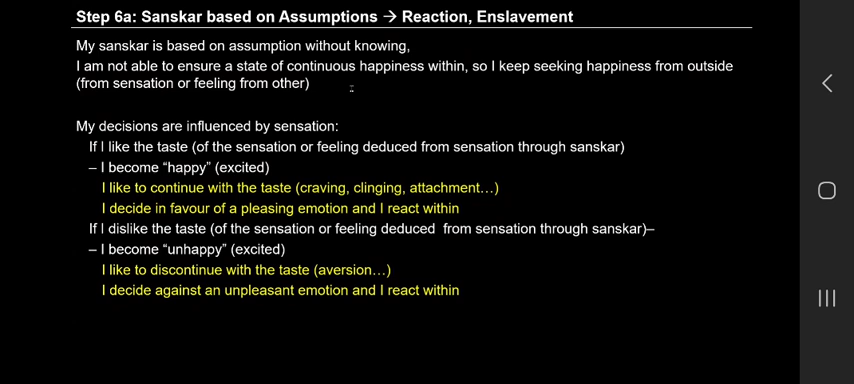 Step 6a: Sanskar based on Assumptions → Reaction, Enslavement
My sanskar is based on assumption without knowing,
I am not able to ensure a state of continuous happiness within, so I keep seeking happiness from outside
(from sensation or feeling from other)
My decisions are influenced by sensation:
If I like the taste (of the sensation or feeling deduced from sensation through sanskar)
– I become “happy” (excited)
I like to continue with the taste (craving, clinging, attachment…)
I decide in favour of a pleasing emotion and I react within
If I dislike the taste (of the sensation or feeling deduced from sensation through sanskar)–
– I become “unhappy” (excited)
I like to discontinue with the taste (aversion…)
I decide against an unpleasant emotion and I react within